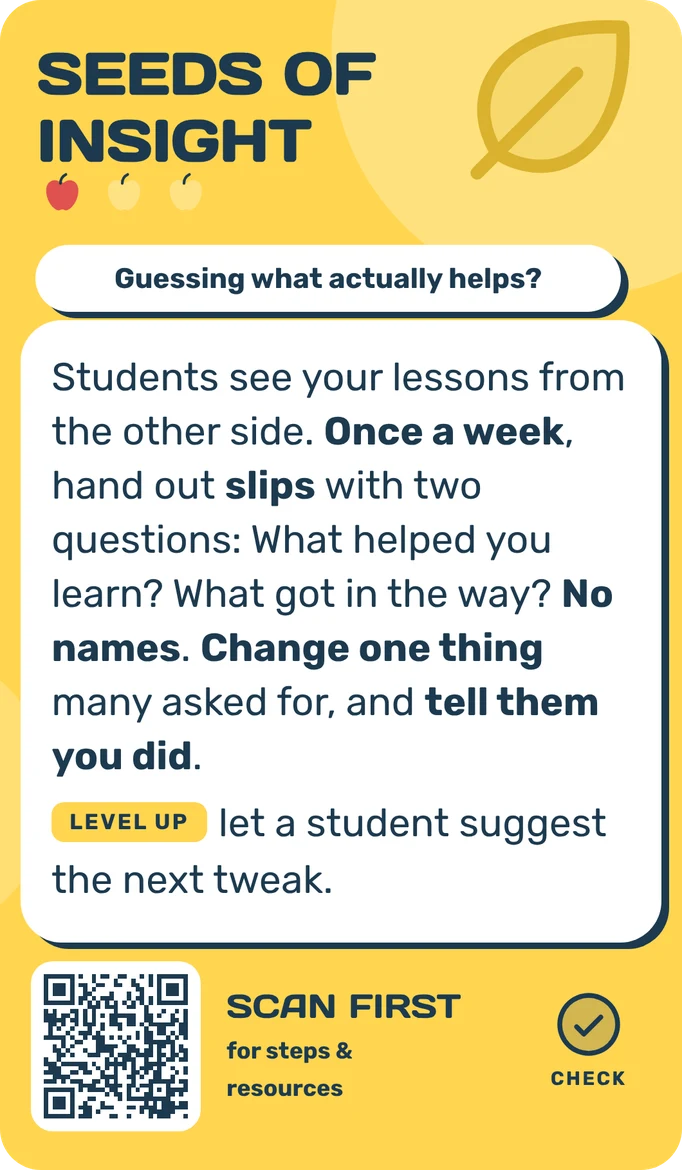 SEEDS OF
INSIGHT
Guessing what actually helps?
Students see your lessons from
the other side. Once a week,
hand out slips with two
questions: What helped you
learn? What got in the way? No
names. Change one thing
many asked for, and tell them
you did.
LEVEL UP let a student suggest
the next tweak.
SCAN FIRST
for steps &
resources
CHECK